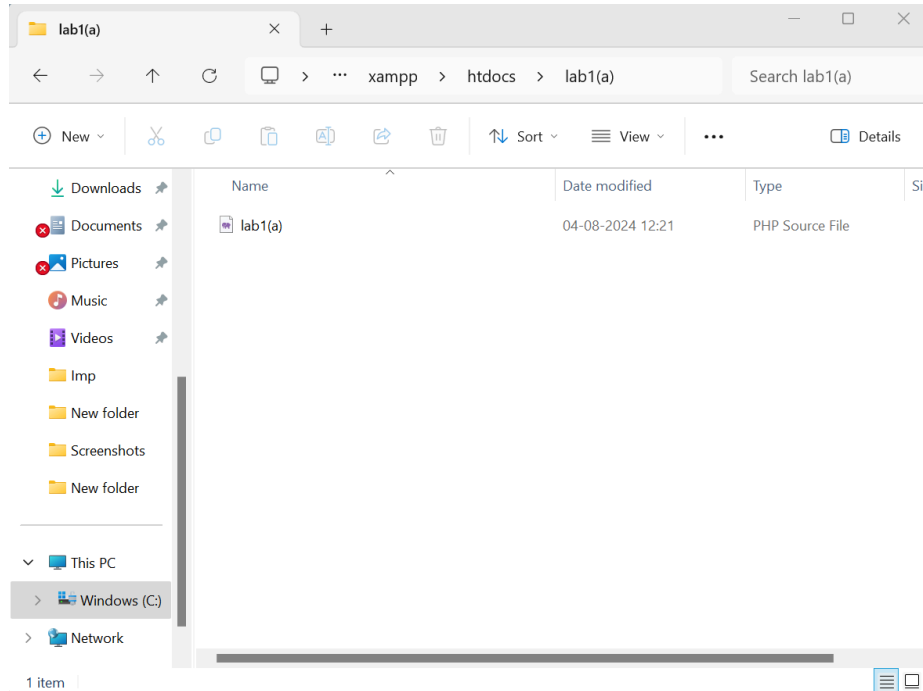 lab1(a)
xampp > htdocs > lab1(a)
Search lab1(a)
New
Sort
View
Details
Downloads
Documents
Pictures
Music
Videos
Imp
New folder
Screenshots
New folder
This PC
Windows (C:)
Network
Name Date modified Type Si
lab1(a) 04-08-2024 12:21 PHP Source File
1 item